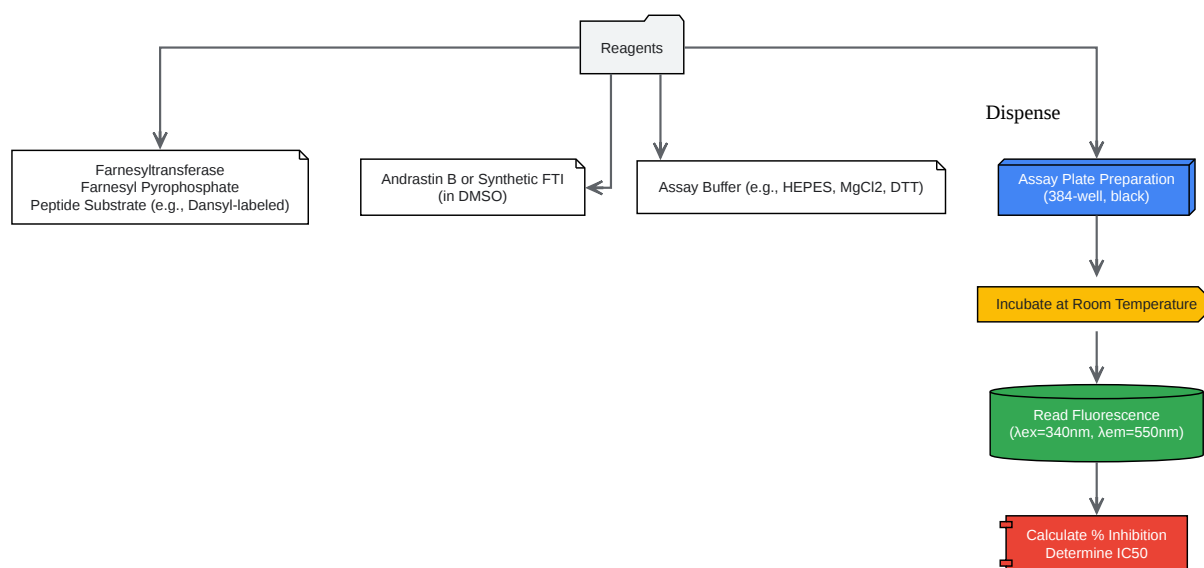 Reagents
Dispense
Farnesyltransferase
Farnesyl Pyrophosphate
Peptide Substrate (e.g., Dansyl-labeled)
Andrastin B or Synthetic FTI
(in DMSO)
Assay Buffer (e.g., HEPES, MgCl2, DTT)
Assay Plate Preparation
(384-well, black)
Incubate at Room Temperature
Read Fluorescence
(λex=340nm, λem=550nm)
Calculate % Inhibition
Determine IC50